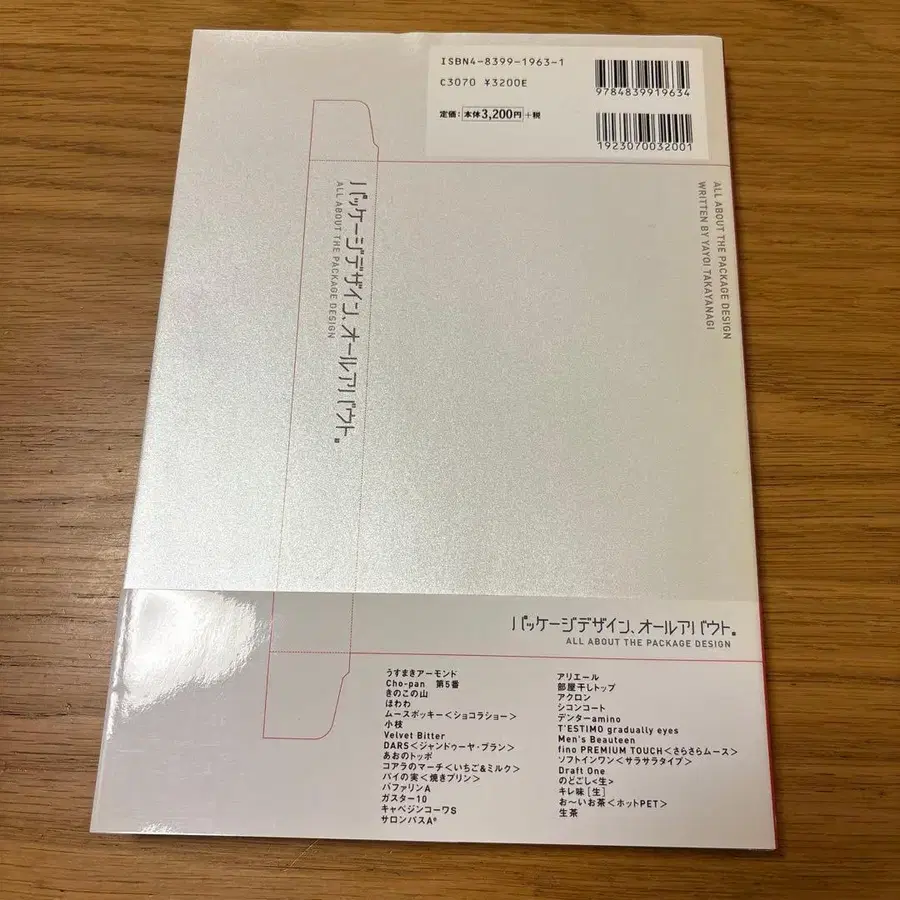 ISBN4-8399-1963-1
C3070 ¥3200E
定価:本体3,200円+税
9784839919634
1923070032001
ALL ABOUT THE PACKAGE DESIGN
WRITTEN BY YAYOI TAKAYANAGI
パッケージデザイン、オールアバウト。
ALL ABOUT THE PACKAGE DESIGN
パッケージデザイン、オールアバウト。
ALL ABOUT THE PACKAGE DESIGN
うすまきアーモンド
Cho-pan 第5番
きのこの山
ほわわ
ムースポッキー<ショコラショー>
小枝
Velvet Bitter
DARS<ジャンドゥーヤ・ブラン>
あおのトッポ
コアラのマーチ<いちご&ミルク>
パイの実<焼きプリン>
バファリンA
ガスター10
キャベジンコーワS
サロンパスA®
アリエール
部屋干しトップ
アクロン
シコンコート
デンターamino
T'ESTIMO gradually eyes
Men's Beauteen
fino PREMIUM TOUCH<さらさらムース>
ソフトインワン<サラサラタイプ>
Draft One
のどごし<生>
キレ味[生]
お〜いお茶<ホットPET>
生茶